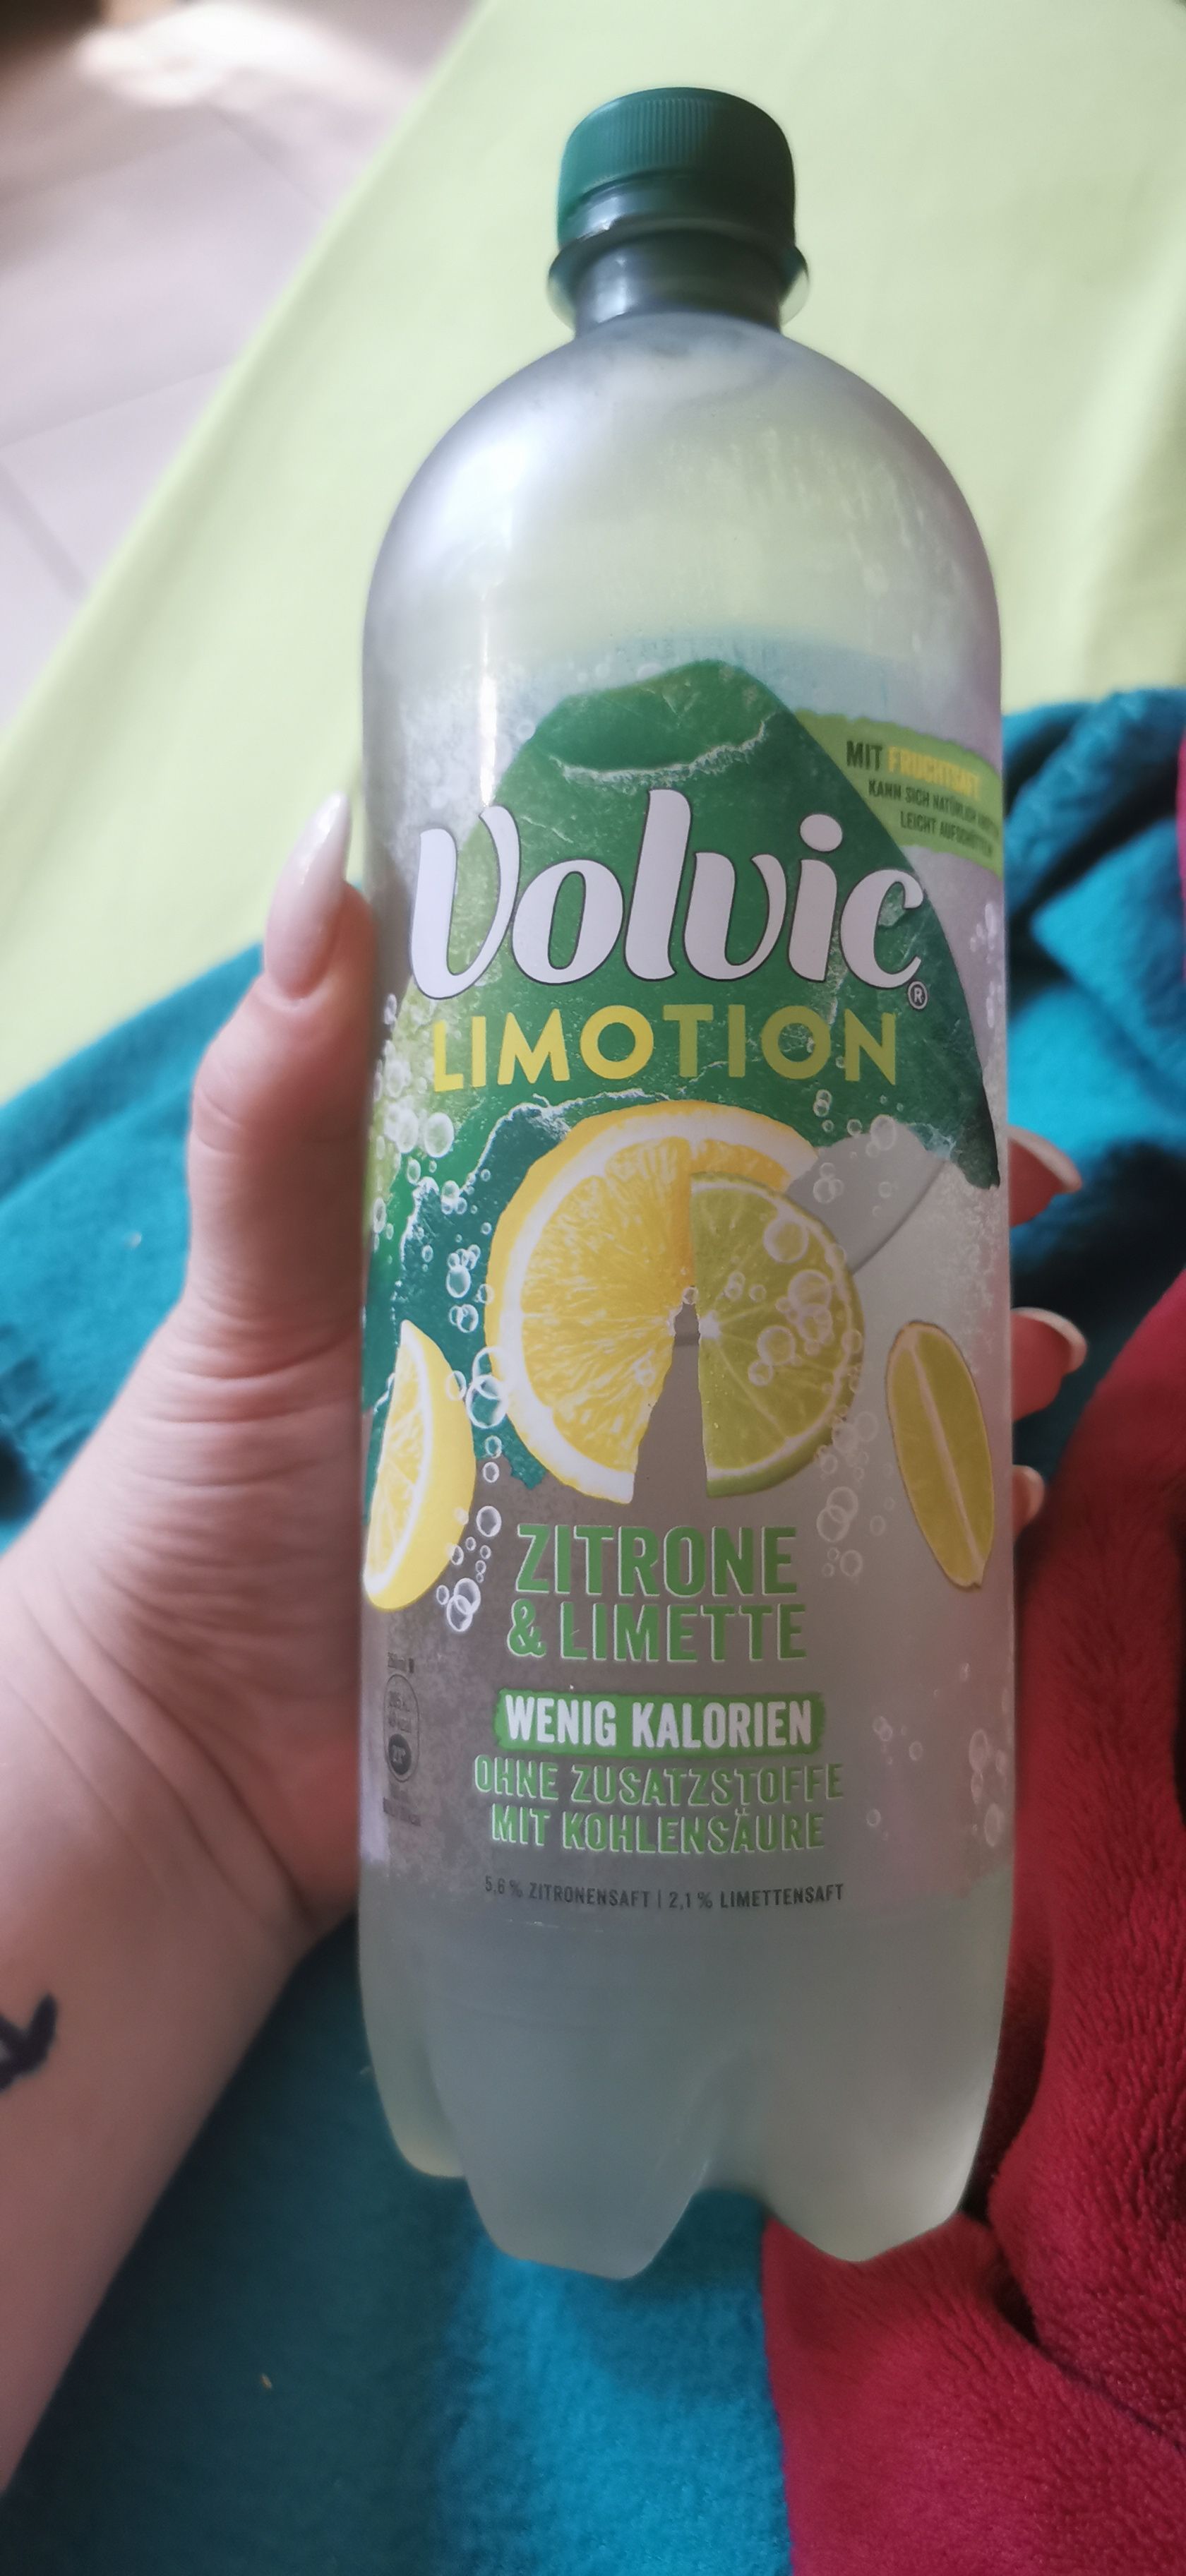 MIT FRUCHTSAFT
KANN SICH NATÜRLICH
LEICHT
Volvic
®
LIMOTION
ZITRONE
& LIMETTE
WENIG KALORIEN
OHNE ZUSATZSTOFFE
MIT KOHLENSÄURE
5,6 % ZITRONENSAFT | 2,1 % LIMETTENSAFT